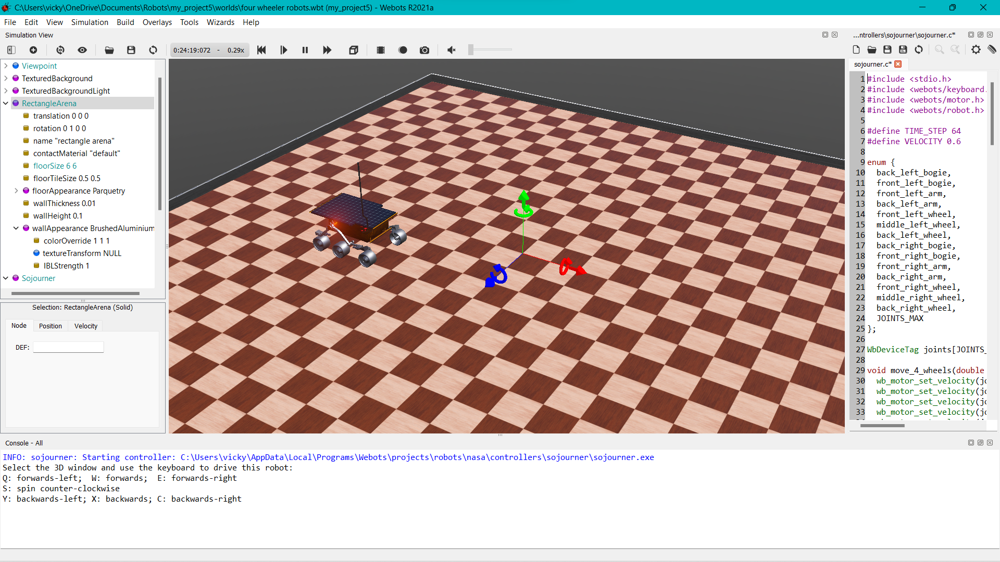 C:\Users\vicky\OneDrive\Documents\Robots\my_project5\worlds\four wheeler robots.wbt (my_project5) - Webots R2021a
File Edit View Simulation Build Overlays Tools Wizards Help
Simulation View
0:24:19:072 - 0.29x
Viewpoint
TexturedBackground
TexturedBackgroundLight
RectangleArena
translation 0 0 0
rotation 0 1 0 0
name "rectangle arena"
contactMaterial "default"
floorSize 6 6
floorTileSize 0.5 0.5
floorAppearance Parquetry
wallThickness 0.01
wallHeight 0.1
wallAppearance BrushedAluminium
colorOverride 1 1 1
textureTransform NULL
IBLStrength 1
Sojourner
Selection: RectangleArena (Solid)
Node Position Velocity
DEF:
...ntrollers\sojourner\sojourner.c*
sojourner.c*
1 #include <stdio.h>
2 #include <webots/keyboard.
3 #include <webots/motor.h>
4 #include <webots/robot.h>
5
6 #define TIME_STEP 64
7 #define VELOCITY 0.6
8
9 enum {
10 back_left_bogie,
11 front_left_bogie,
12 front_left_arm,
13 back_left_arm,
14 front_left_wheel,
15 middle_left_wheel,
16 back_left_wheel,
17 back_right_bogie,
18 front_right_bogie,
19 front_right_arm,
20 back_right_arm,
21 front_right_wheel,
22 middle_right_wheel,
23 back_right_wheel,
24 JOINTS_MAX
25 };
26
27 WbDeviceTag joints[JOINTS_
28
29 void move_4_wheels(double
30 wb_motor_set_velocity(jo
31 wb_motor_set_velocity(jo
32 wb_motor_set_velocity(jo
33 wb_motor_set_velocity(jo
Console - All
INFO: sojourner: Starting controller: C:\Users\vicky\AppData\Local\Programs\Webots\projects\robots\nasa\controllers\sojourner\sojourner.exe
Select the 3D window and use the keyboard to drive this robot:
Q: forwards-left; W: forwards; E: forwards-right
S: spin counter-clockwise
Y: backwards-left; X: backwards; C: backwards-right